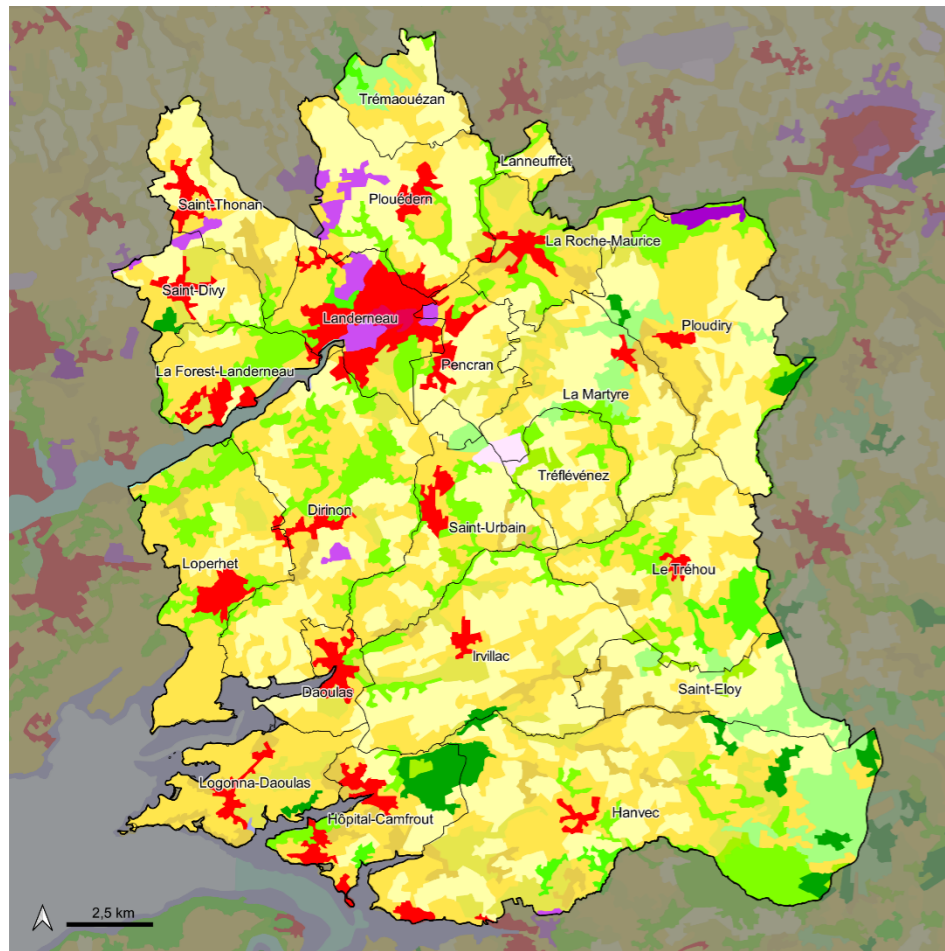 Trémaouézan
Lanneuffret
Plouédern
Saint-Thonan
La Roche-Maurice
Saint-Divy
Landerneau
Ploudiry
Pencran
La Forest-Landerneau
La Martyre
Tréflévénez
Dirinon
Saint-Urbain
Loperhet
Le Tréhou
Irvillac
Daoulas
Saint-Eloy
Logonna-Daoulas
Hanvec
Hôpital-Camfrout
2,5 km